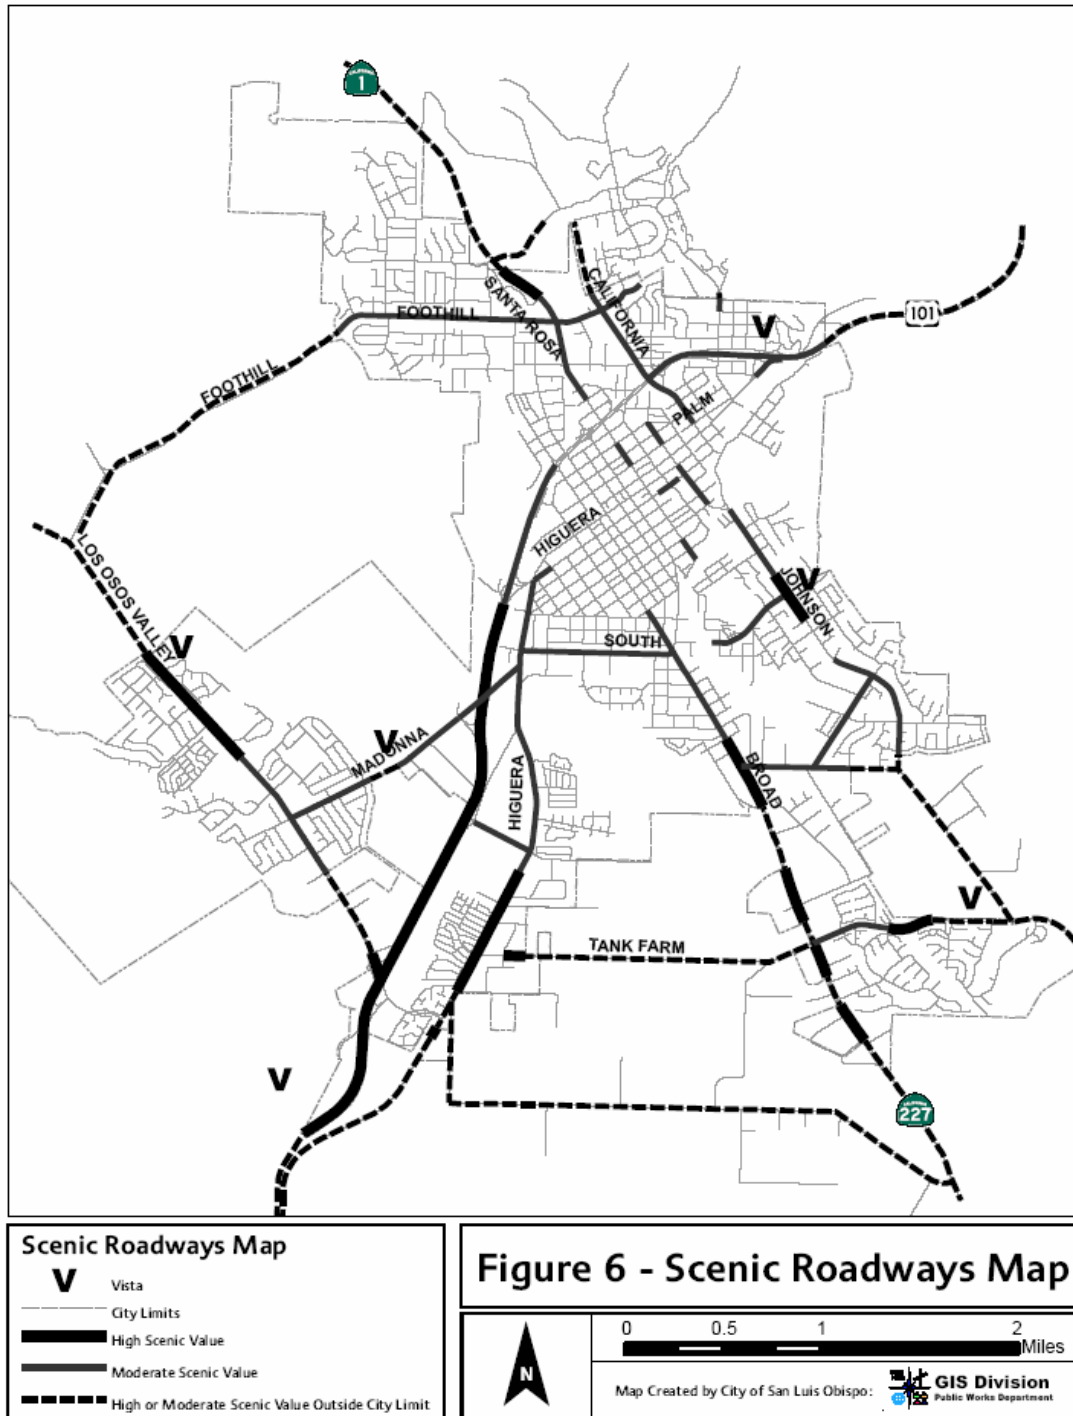 CALIFORNIA
1
SANTA ROSA
CALIFORNIA
FOOTHILL
101
V
FOOTHILL
PALM
HIGUERA
LOS OSOS VALLEY
V
JOHNSON
V
SOUTH
MADONNA
V
BROAD
HIGUERA
V
TANK FARM
V
CALIFORNIA
227
Scenic Roadways Map
V Vista
City Limits
High Scenic Value
Moderate Scenic Value
High or Moderate Scenic Value Outside City Limit
Figure 6 - Scenic Roadways Map
N
0 0.5 1 2
Miles
Map Created by City of San Luis Obispo:
GIS Division
Public Works Department